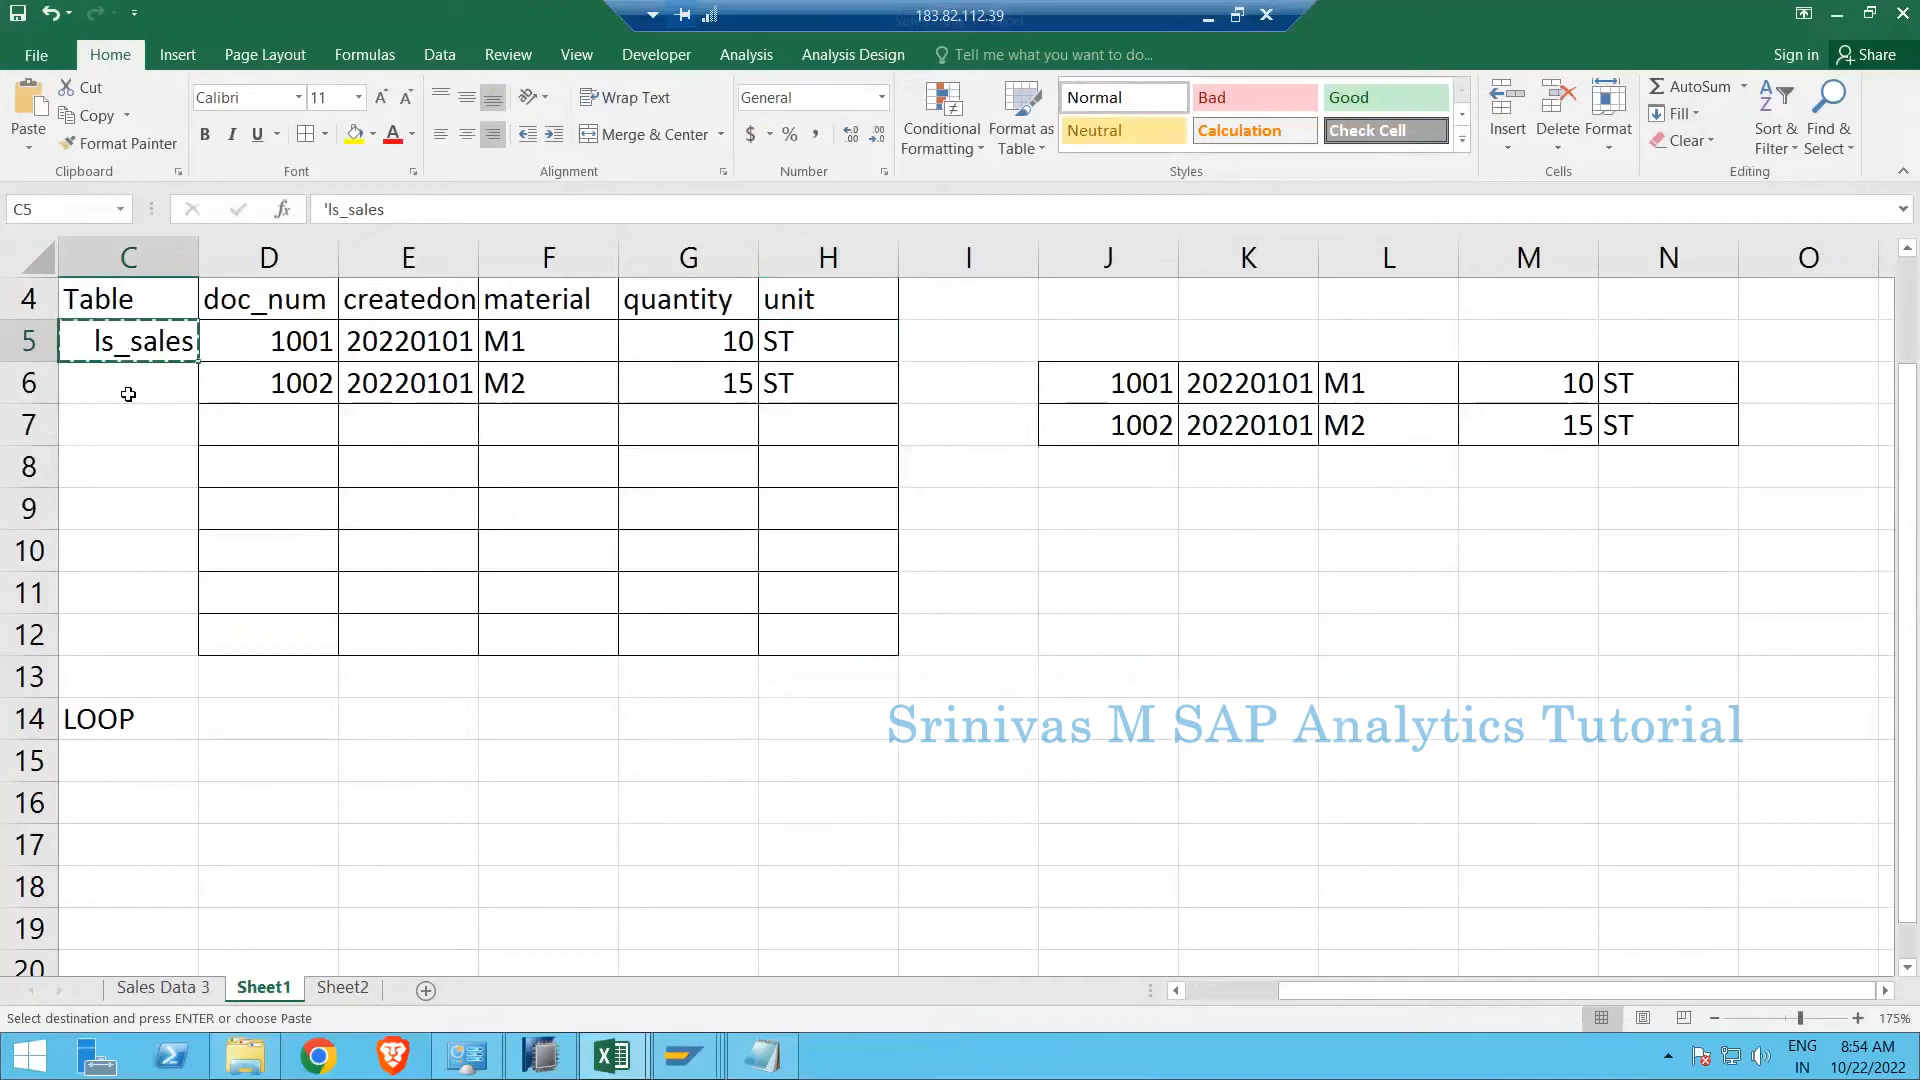 183.82.112.39
File Home Insert Page Layout Formulas Data Review View Developer Analysis Analysis Design Tell me what you want to do... Sign in Share
Paste Cut Copy Format Painter Clipboard
Calibri 11 Font
Wrap Text Merge & Center Alignment
General Number
Conditional Formatting Format as Table
Normal Bad Good
Neutral Calculation Check Cell
Styles
Insert Delete Format Cells
AutoSum Fill Clear Sort & Filter Find & Select Editing
C5 fx 'ls_sales
C D E F G H I J K L M N O
4 Table doc_num createdon material quantity unit
5 ls_sales 1001 20220101 M1 10 ST
6 1002 20220101 M2 15 ST 1001 20220101 M1 10 ST
7 1002 20220101 M2 15 ST
8
9
10
11
12
13
14 LOOP
Srinivas M SAP Analytics Tutorial
15
16
17
18
19
20
Sales Data 3 Sheet1 Sheet2
Select destination and press ENTER or choose Paste 175%
ENG 8:54 AM
IN 10/22/2022